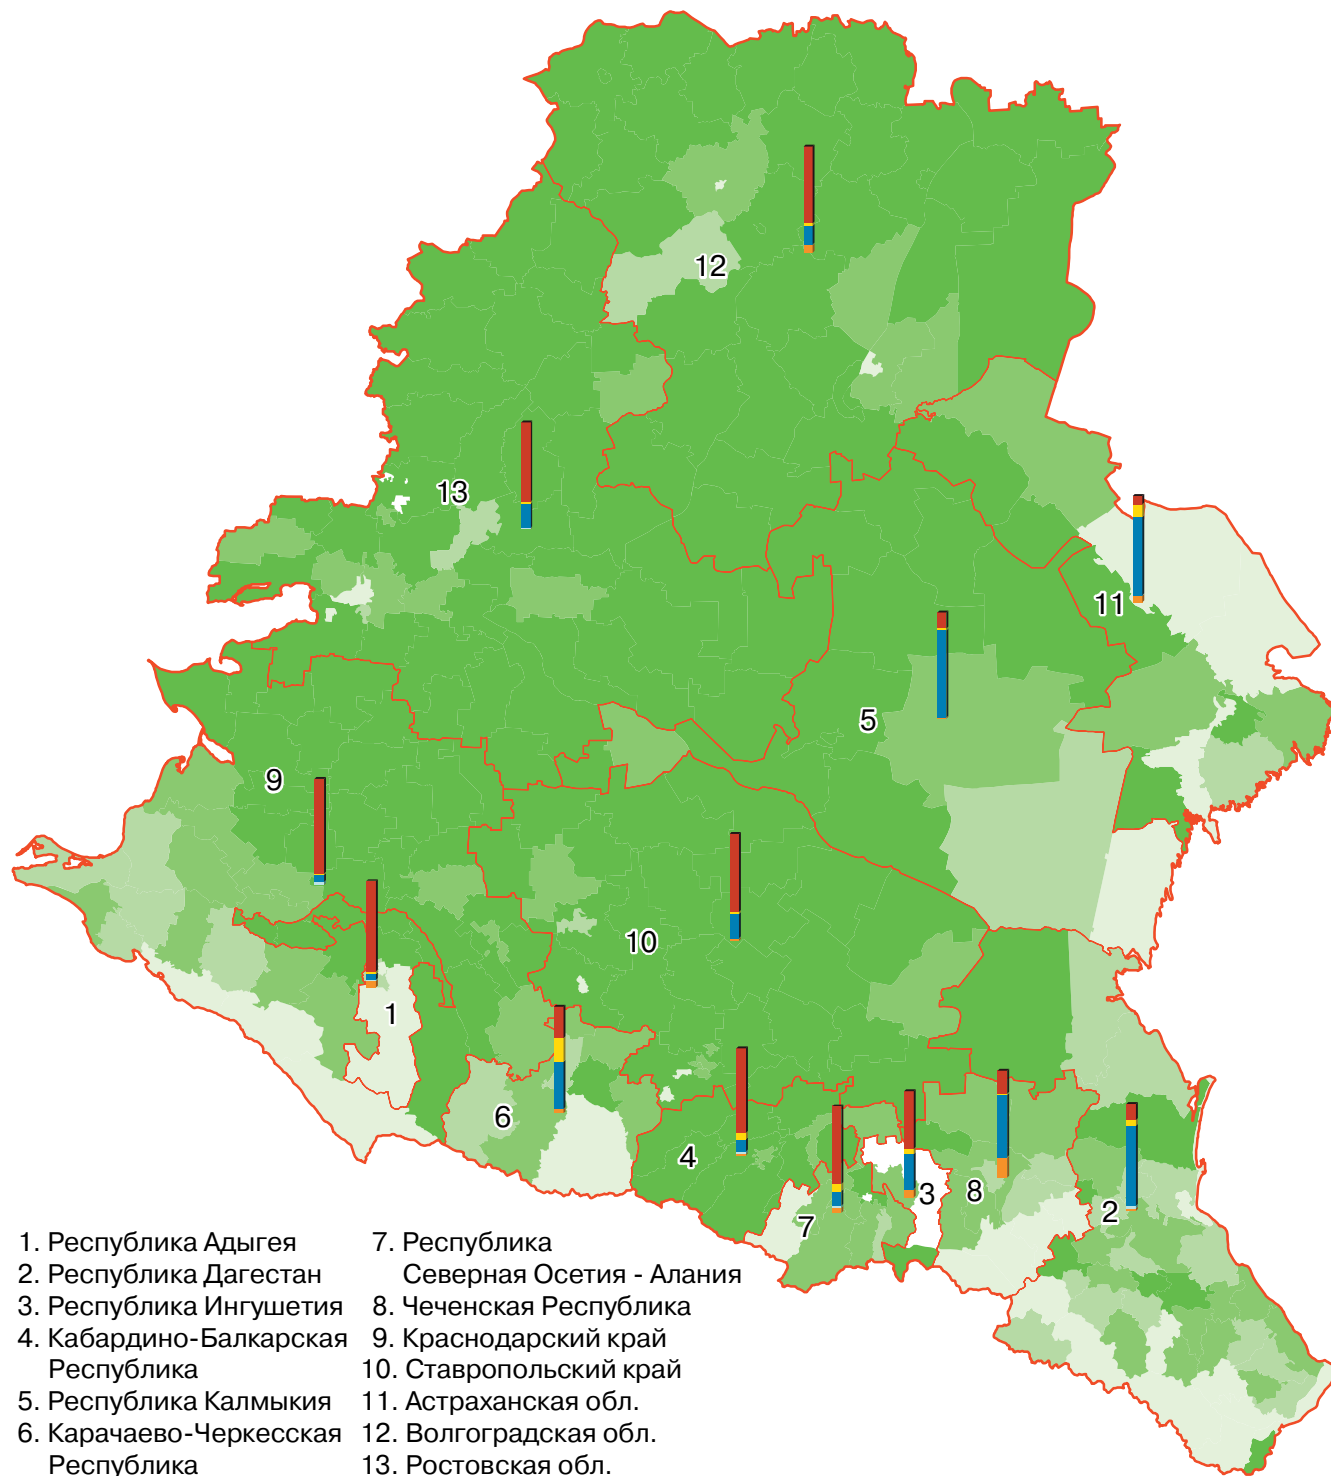 12
13
11
5
9
10
1
6
4
3
8
2
7
1. Республика Адыгея
2. Республика Дагестан
3. Республика Ингушетия
4. Кабардино-Балкарская
Республика
5. Республика Калмыкия
6. Карачаево-Черкесская
Республика
7. Республика
Северная Осетия - Алания
8. Чеченская Республика
9. Краснодарский край
10. Ставропольский край
11. Астраханская обл.
12. Волгоградская обл.
13. Ростовская обл.